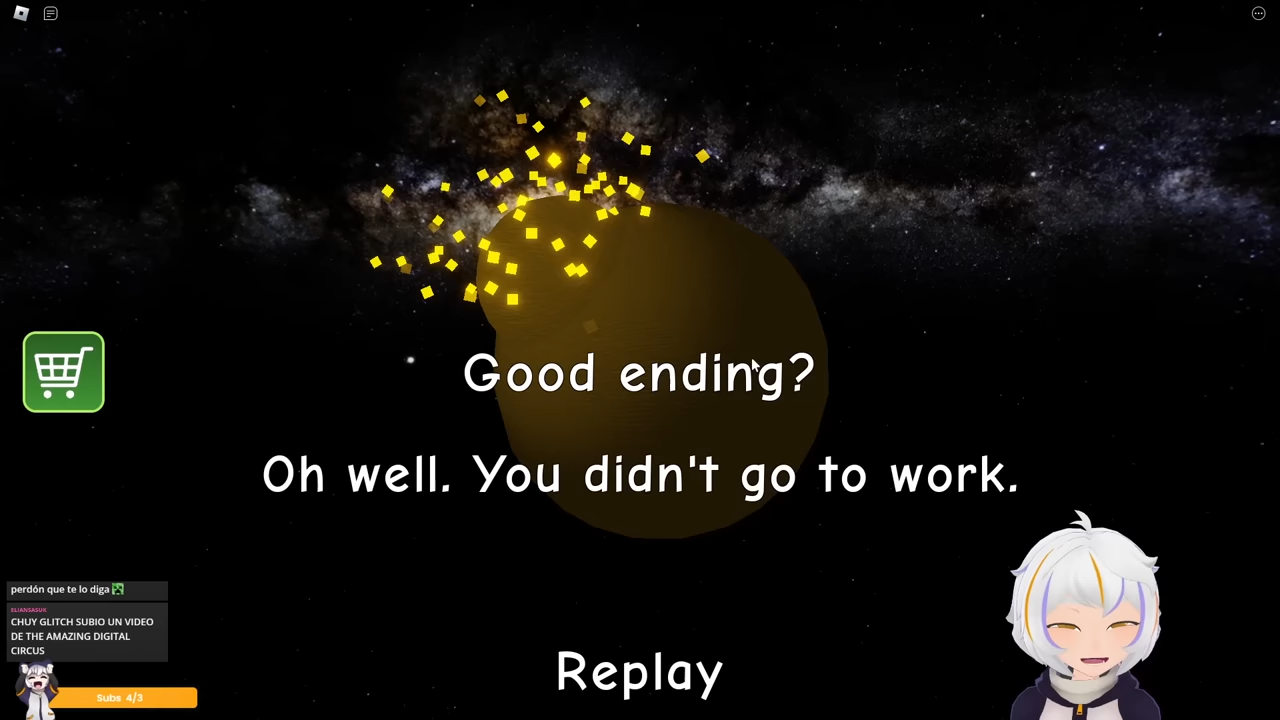 Good ending?
Oh well. You didn't go to work.
perdón que te lo diga
ELIANSASUK
CHUY GLITCH SUBIO UN VIDEO
DE THE AMAZING DIGITAL
CIRCUS
Subs 4/3
Replay